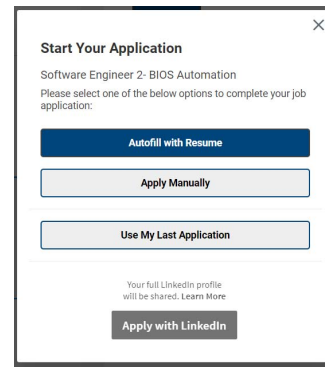 Start Your Application
Software Engineer 2- BIOS Automation
Please select one of the below options to complete your job
application:
Autofill with Resume
Apply Manually
Use My Last Application
Your full LinkedIn profile
will be shared. Learn More
Apply with LinkedIn